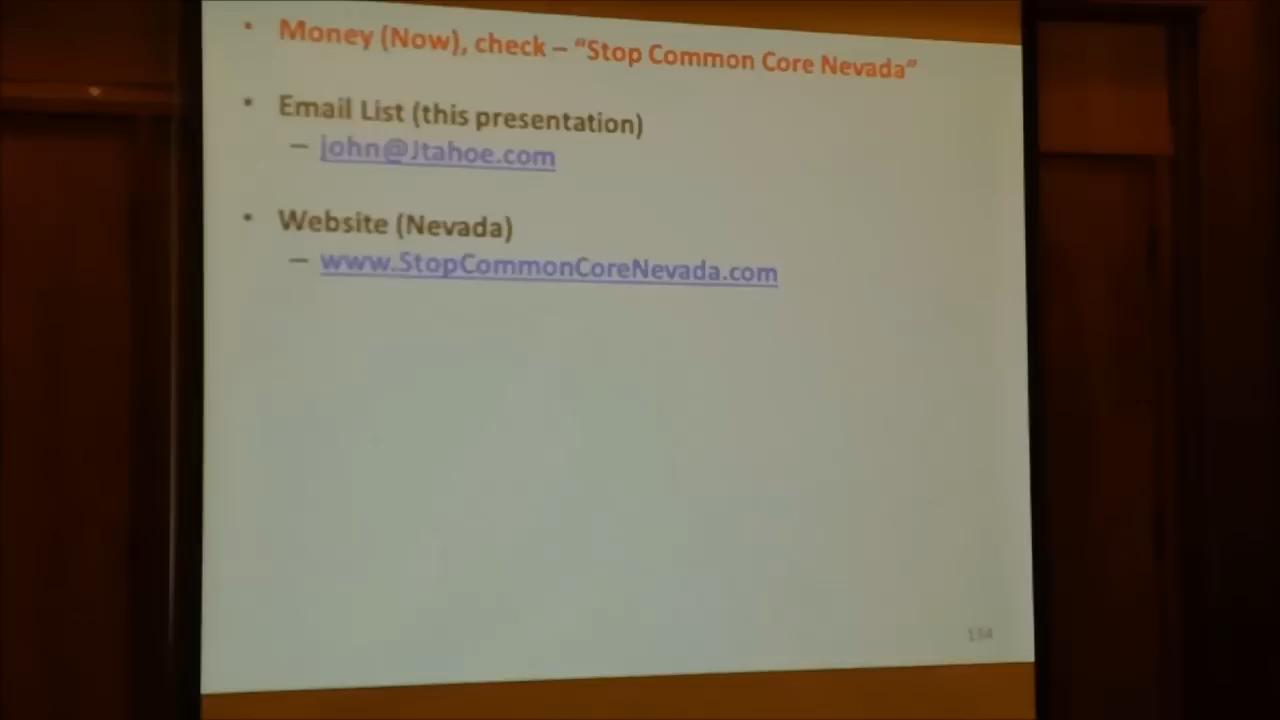 • Money (Now), check – “Stop Common Core Nevada”
• Email List (this presentation)
– john@Jtahoe.com
• Website (Nevada)
– www.StopCommonCoreNevada.com
134